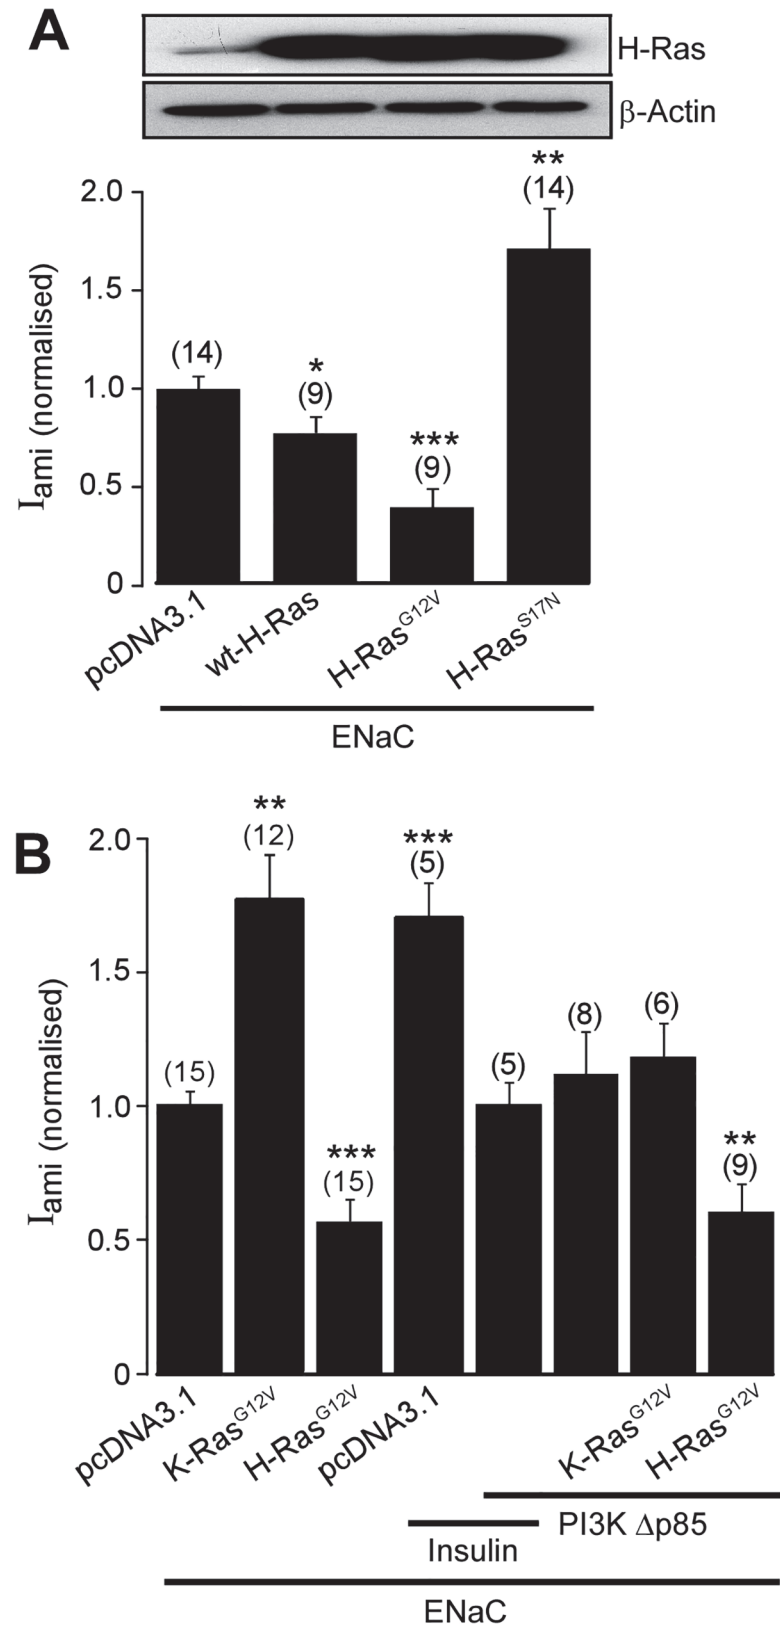 A
H-Ras
β-Actin
**
(14)
2.0
1.5
(14)
*
(9)
1.0
***
(9)
0.5
0
Iami (normalised)
pcDNA3.1
wt-H-Ras
H-RasG12V
H-RasS17N
ENaC
B
**
(12)
***
(5)
2.0
1.5
(15)
***
(15)
(5)
(8)
(6)
**
(9)
1.0
0.5
0
Iami (normalised)
pcDNA3.1
K-RasG12V
H-RasG12V
pcDNA3.1
K-RasG12V
H-RasG12V
PI3K Δp85
Insulin
ENaC